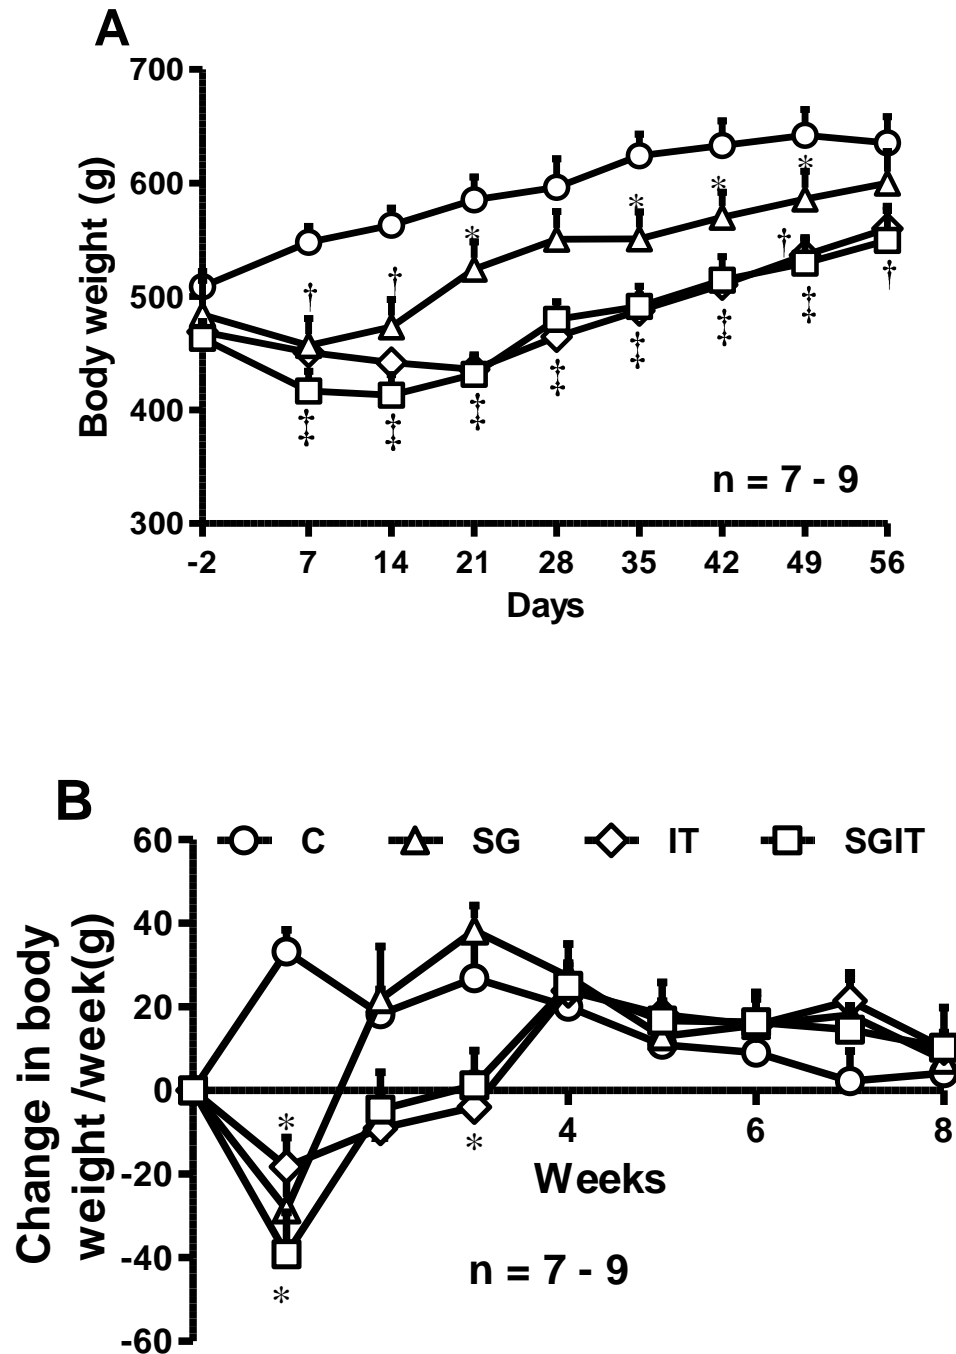 A
700
600
500
400
300
Body weight (g)
* * * *
† † †
‡ ‡ ‡ ‡ ‡ ‡ ‡ †
‡ ‡ ‡ ‡ ‡ ‡ ‡
n = 7 - 9
-2 7 14 21 28 35 42 49 56
Days
B
C SG IT SGIT
60
40
20
0
-20
-40
-60
Change in body
weight /week(g)
* *
*
4 6 8
Weeks
n = 7 - 9